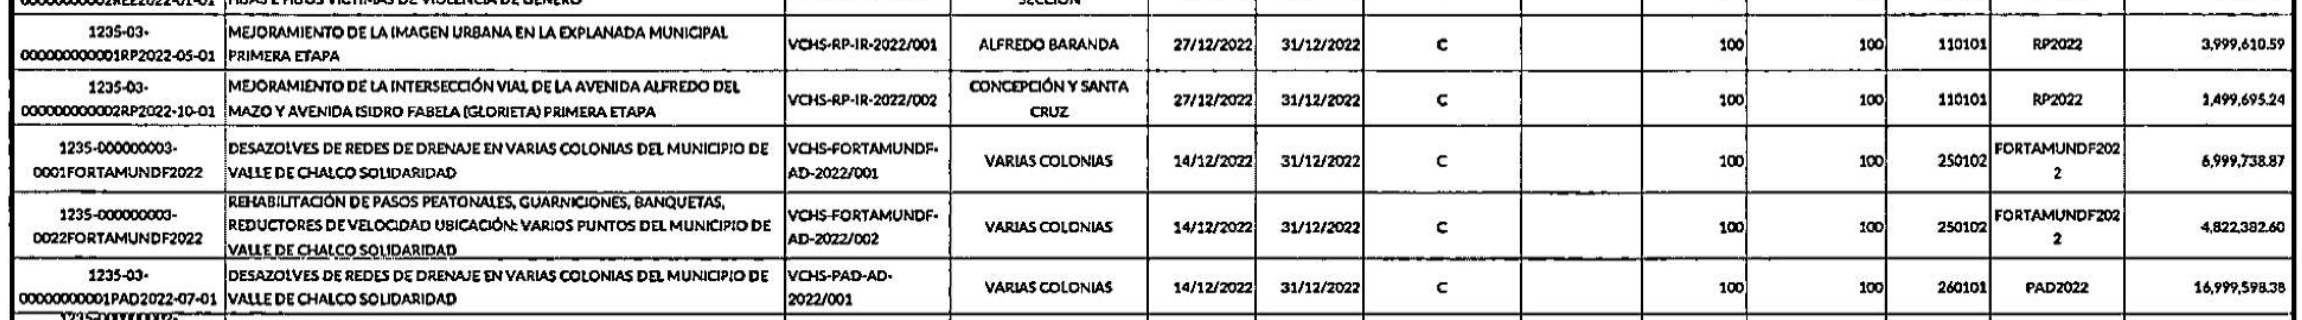 HIJAS E HIJOS VICTIMAS DE VIOLENCIA DE GENERO
SECCIÓN
1235-03-
000000000001RP2022-05-01
MEJORAMIENTO DE LA IMAGEN URBANA EN LA EXPLANADA MUNICIPAL
PRIMERA ETAPA
VCHS-RP-IR-2022/001
ALFREDO BARANDA
27/12/2022
31/12/2022
C
100
100
110101
RP2022
3,999,610.59
1235-03-
000000000002RP2022-10-01
MEJORAMIENTO DE LA INTERSECCIÓN VIAL DE LA AVENIDA ALFREDO DEL
MAZO Y AVENIDA ISIDRO FABELA (GLORIETA) PRIMERA ETAPA
VCHS-RP-IR-2022/002
CONCEPCIÓN Y SANTA
CRUZ
27/12/2022
31/12/2022
C
100
100
110101
RP2022
1,499,695.24
1235-000000003-
0001FORTAMUNDF2022
DESAZOLVES DE REDES DE DRENAJE EN VARIAS COLONIAS DEL MUNICIPIO DE
VALLE DE CHALCO SOLIDARIDAD
VCHS-FORTAMUNDF-
AD-2022/001
VARIAS COLONIAS
14/12/2022
31/12/2022
C
100
100
250102
FORTAMUNDF202
2
6,999,738.87
1235-000000003-
0022FORTAMUNDF2022
REHABILITACIÓN DE PASOS PEATONALES, GUARNICIONES, BANQUETAS,
REDUCTORES DE VELOCIDAD UBICACIÓN: VARIOS PUNTOS DEL MUNICIPIO DE
VALLE DE CHALCO SOLIDARIDAD
VCHS-FORTAMUNDF-
AD-2022/002
VARIAS COLONIAS
14/12/2022
31/12/2022
C
100
100
250102
FORTAMUNDF202
2
4,822,382.60
1235-03-
00000000001PAD2022-07-01
DESAZOLVES DE REDES DE DRENAJE EN VARIAS COLONIAS DEL MUNICIPIO DE
VALLE DE CHALCO SOLIDARIDAD
VCHS-PAD-AD-
2022/001
VARIAS COLONIAS
14/12/2022
31/12/2022
C
100
100
260101
PAD2022
16,999,598.38